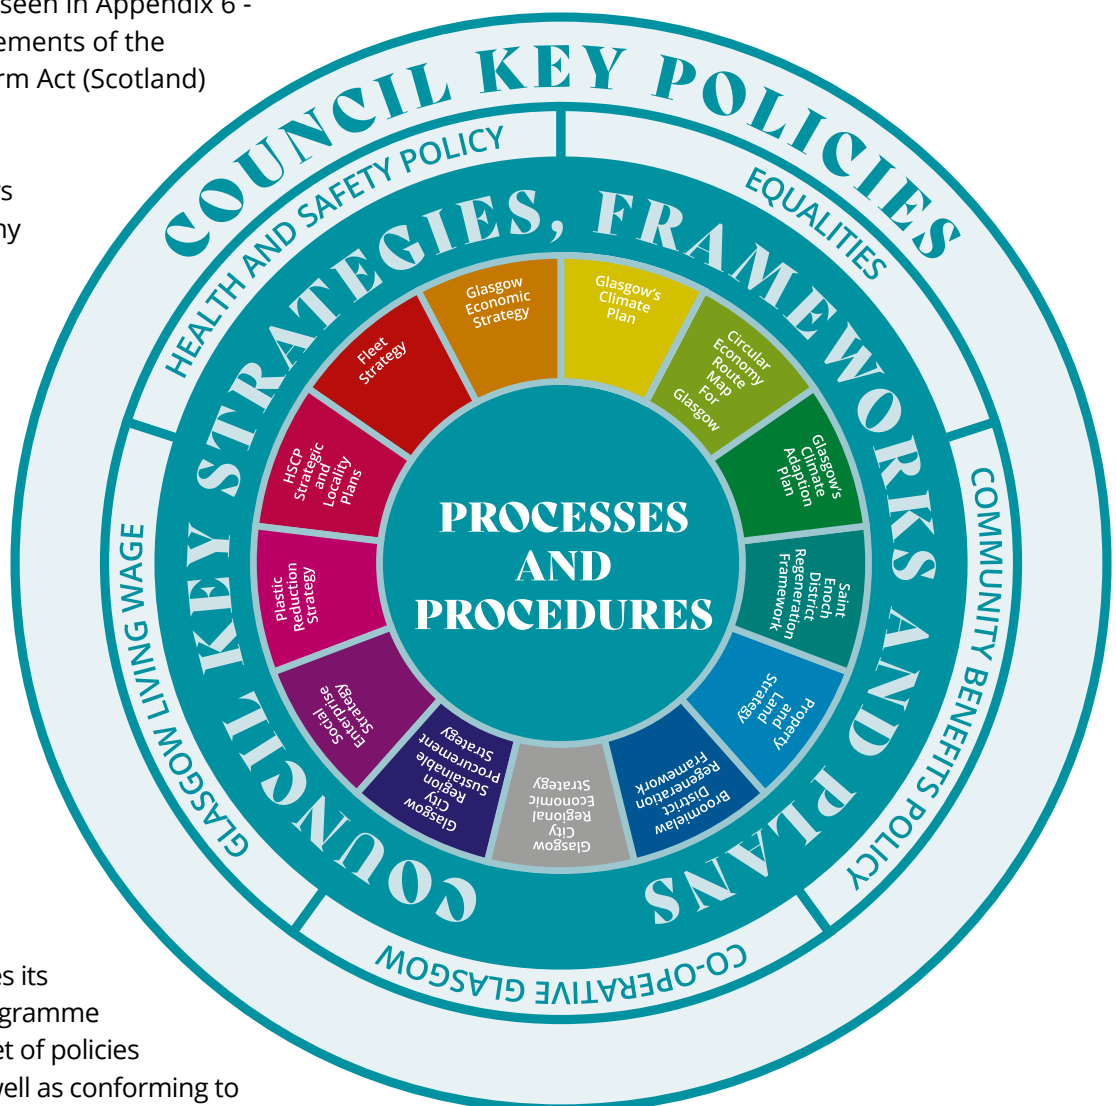 seen in Appendix 6 -
ements of the
rm Act (Scotland)
rs
ny
es its
gramme
et of policies
well as conforming to
COUNCIL KEY POLICIES
HEALTH AND SAFETY POLICY
EQUALITIES
COMMUNITY BENEFITS POLICY
CO-OPERATIVE GLASGOW
GLASGOW LIVING WAGE
COUNCIL KEY STRATEGIES, FRAMEWORKS AND PLANS
Glasgow's
Climate
Plan
Circular
Economy
Route
Map
For
Glasgow
Glasgow's
Climate
Adaption
Plan
Saint
Enoch
District
Regeneration
Framework
Property
and
Land
Strategy
Broomielaw
District
Regeneration
Framework
Glasgow
City
Regional
Economic
Strategy
Glasgow
City
Region
Sustainable
Procurement
Strategy
Social
Enterprise
Strategy
Plastic
Reduction
Strategy
HSCP
Strategic
and
Locality
Plans
Fleet
Strategy
Glasgow
Economic
Strategy
PROCESSES
AND
PROCEDURES